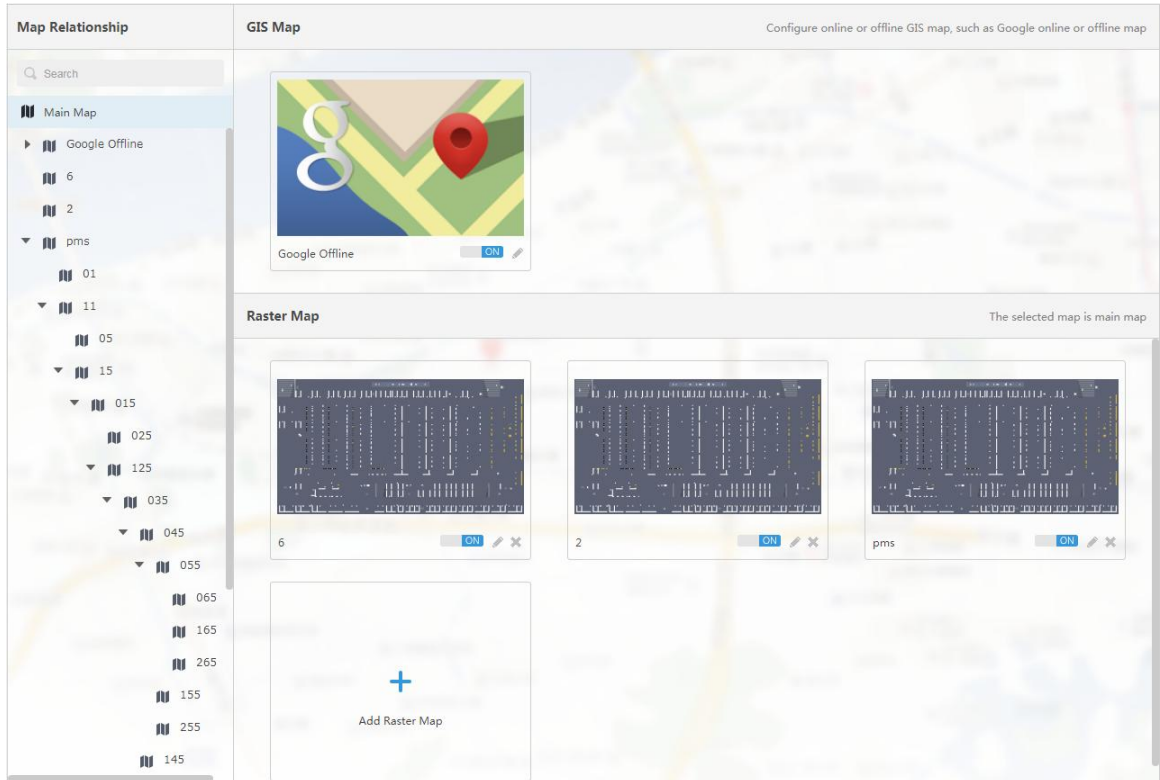 Map Relationship
Search
Main Map
Google Offline
6
2
pms
01
11
05
15
015
025
125
035
045
055
065
165
265
155
255
145
GIS Map
Configure online or offline GIS map, such as Google online or offline map
g
Google Offline
ON
Raster Map
The selected map is main map
6
ON
2
ON
pms
ON
Add Raster Map